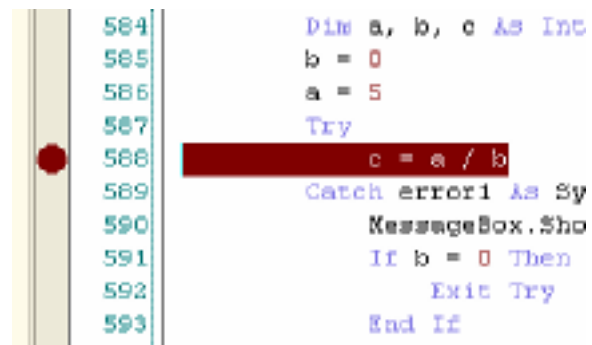 584 Dim a, b, c As Int
585 b = 0
586 a = 5
587 Try
588 c = a / b
589 Catch error1 As Sy
590 MessageBox.Sho
591 If b = 0 Then
592 Exit Try
593 End If